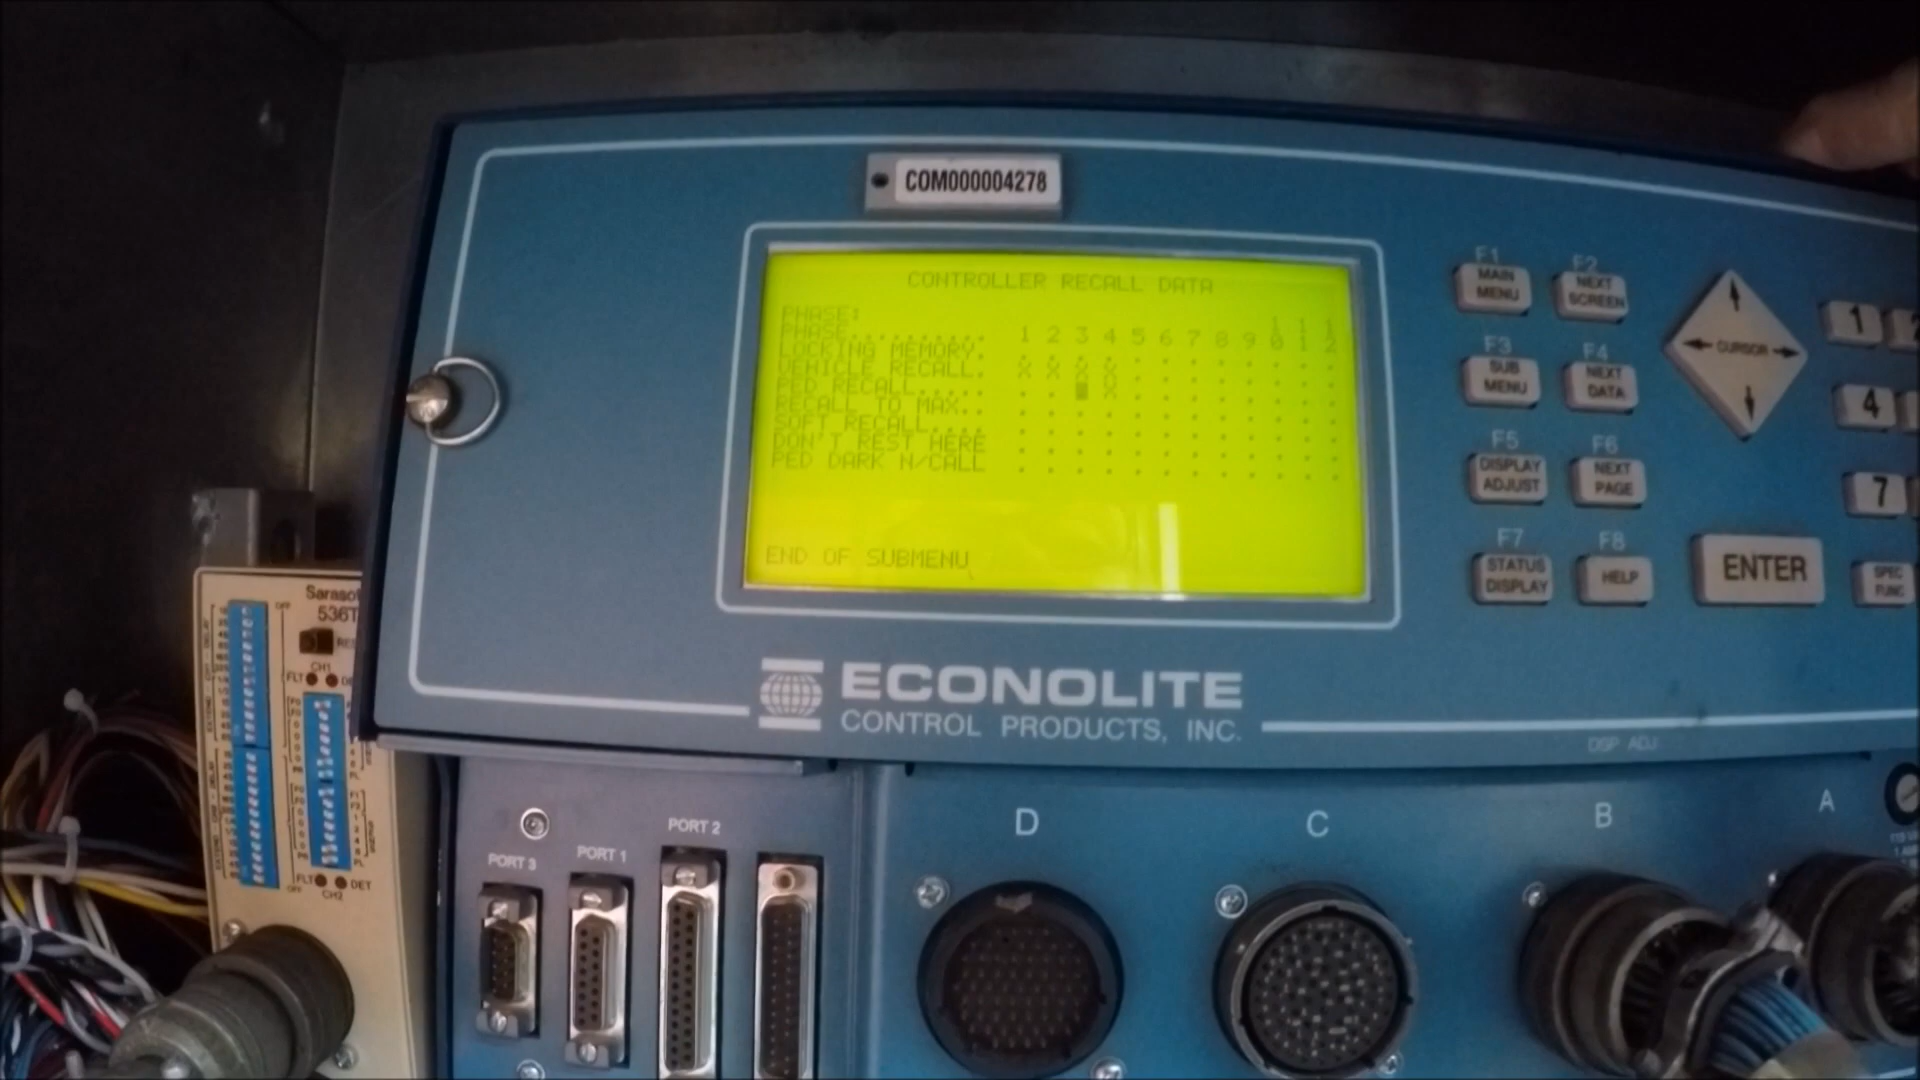 COM000004278
CONTROLLER RECALL DATA
PHASE:
PHASE......... 1 2 3 4 5 6 7 8 9 10 11 12
LOCKING MEMORY. . . . . . . . . . . . .
VEHICLE RECALL. X X X X . . . . . . . .
PED RECALL..... . . X . . . . . . . .
RECALL TO MAX.. . . . . . . . . . . . .
SOFT RECALL.... . . . . . . . . . . . .
DON'T REST HERE . . . . . . . . . . . .
PED DARK N/CALL . . . . . . . . . . . .
END OF SUBMENU
F1
MAIN
MENU
F2
NEXT
SCREEN
F3
SUB
MENU
F4
NEXT
DATA
F5
DISPLAY
ADJUST
F6
NEXT
PAGE
F7
STATUS
DISPLAY
F8
HELP
CURSOR
ENTER
1
2
4
7
SPEC
FUNC
ECONOLITE
CONTROL PRODUCTS, INC.
DSP ADJ
536T
CH1
FLT
FLT
DET
CH2
OFF
OFF
PORT 3
PORT 1
PORT 2
D
C
B
A